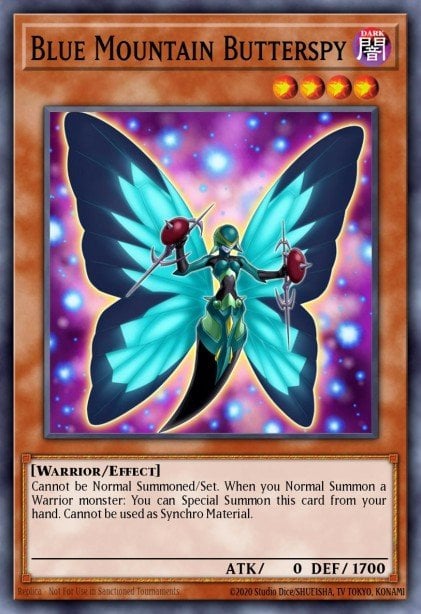 BLUE MOUNTAIN BUTTERSPY
DARK
闇
[WARRIOR/EFFECT]
Cannot be Normal Summoned/Set. When you Normal Summon a
Warrior monster: You can Special Summon this card from your
hand. Cannot be used as Synchro Material.
ATK/ 0 DEF/1700
Replica - Not For Use in Sanctioned Tournaments. ©2020 Studio Dice/SHUEISHA, TV TOKYO, KONAMI